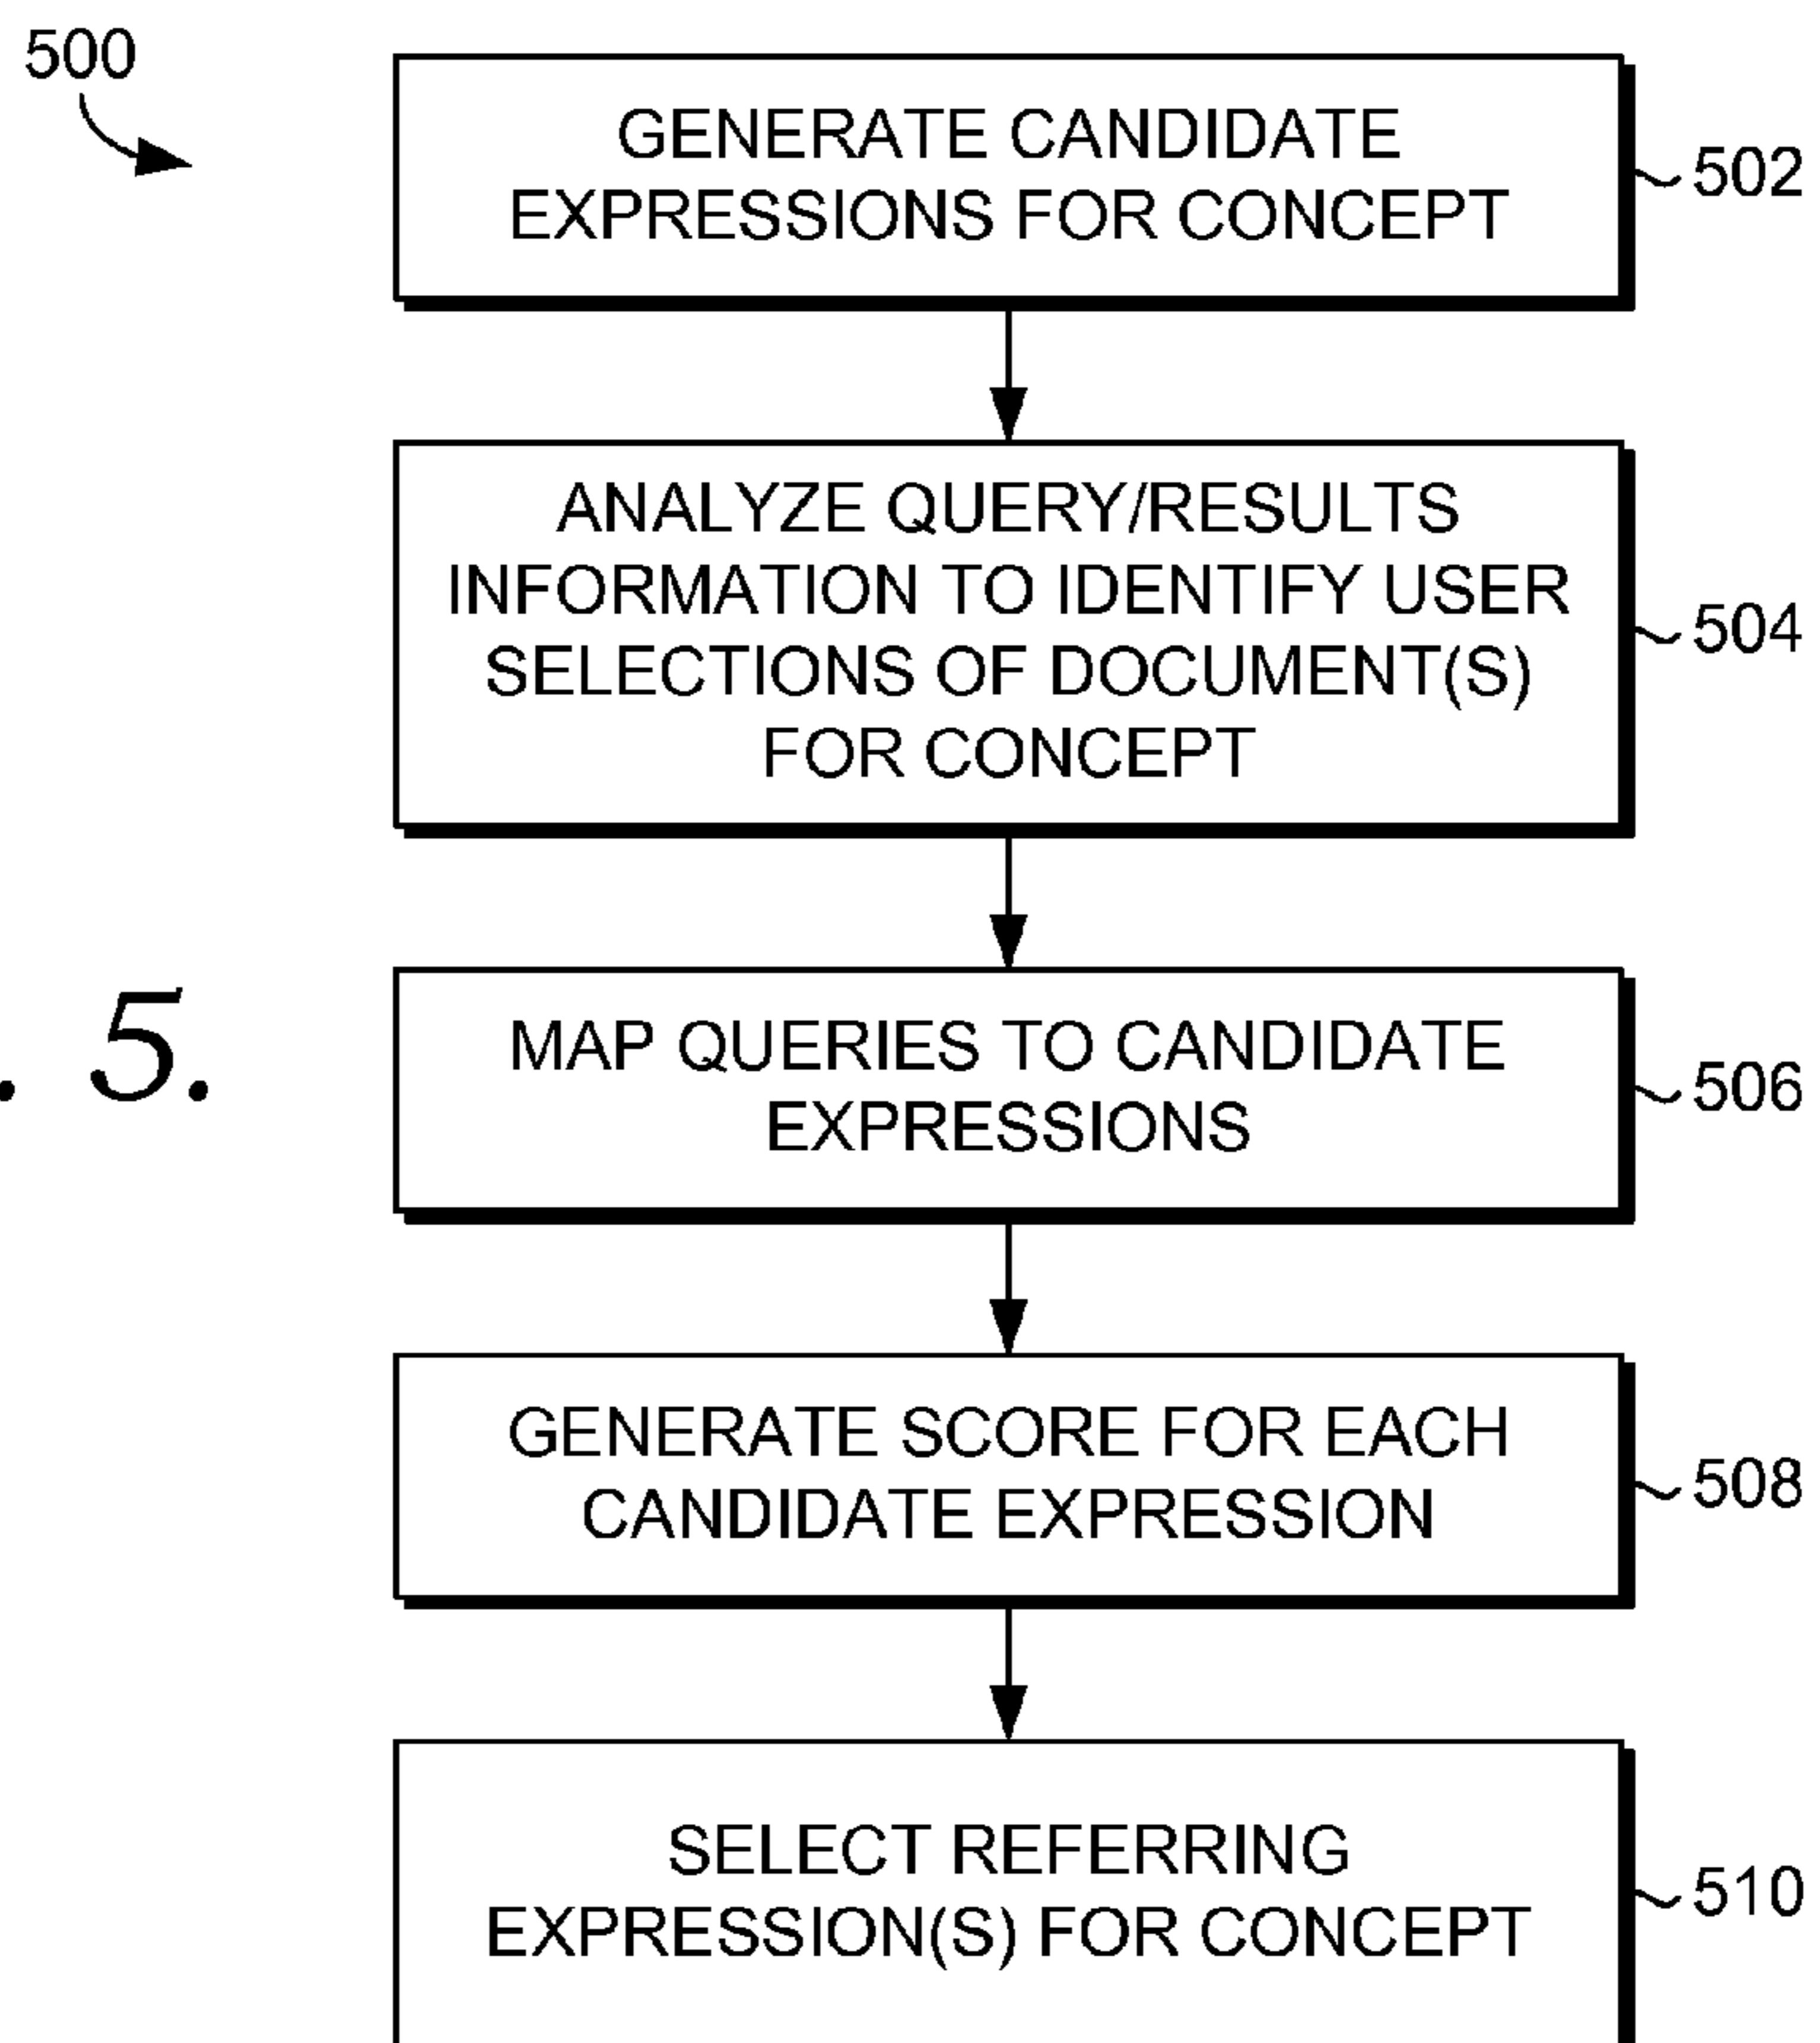 500
GENERATE CANDIDATE
EXPRESSIONS FOR CONCEPT
502
ANALYZE QUERY/RESULTS
INFORMATION TO IDENTIFY USER
SELECTIONS OF DOCUMENT(S)
FOR CONCEPT
504
. 5.
MAP QUERIES TO CANDIDATE
EXPRESSIONS
506
GENERATE SCORE FOR EACH
CANDIDATE EXPRESSION
508
SELECT REFERRING
EXPRESSION(S) FOR CONCEPT
510